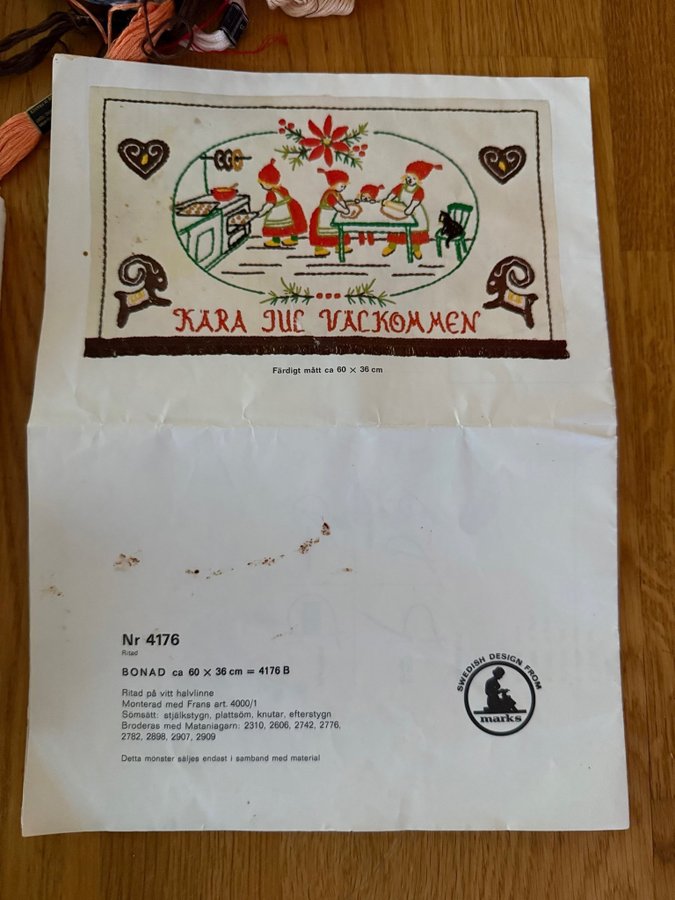 KÄRA JUL VÄLKOMMEN
Färdigt mått ca 60 × 36 cm
Nr 4176
Ritad
BONAD ca 60 × 36 cm = 4176 B
Ritad på vitt halvlinne
Monterad med Frans art. 4000/1
Sömsätt: stjälkstygn, plattsöm, knutar, efterstygn
Broderas med Mataniagarn: 2310, 2606, 2742, 2776,
2782, 2898, 2907, 2909
Detta mönster säljes endast i samband med material
SWEDISH DESIGN FROM
marks